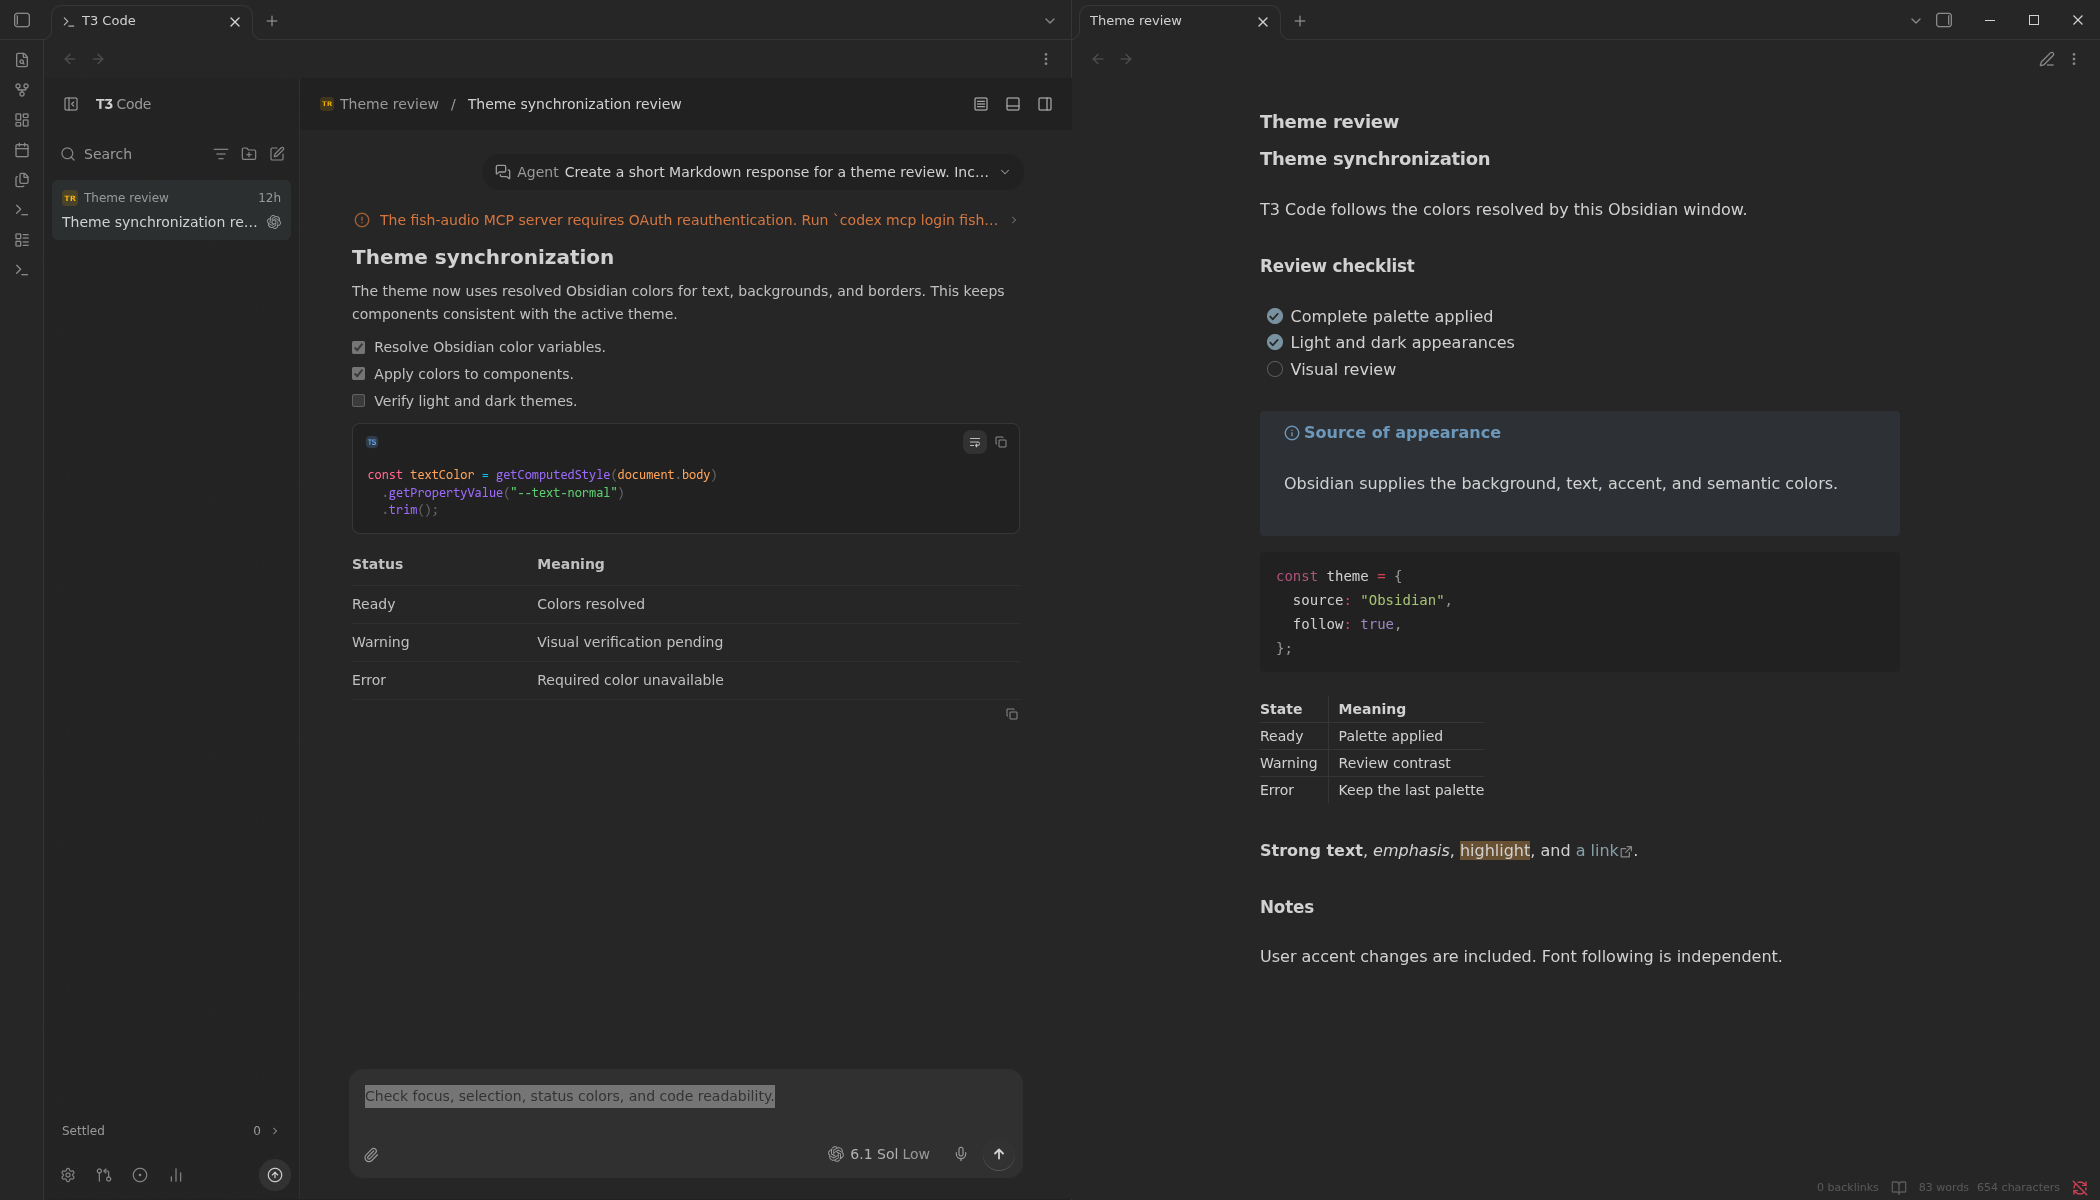 T3 Code
Theme review
T3 Code
TR Theme review / Theme synchronization review
Search
TR Theme review 12h
Theme synchronization re...
Agent Create a short Markdown response for a theme review. Inc...
The fish-audio MCP server requires OAuth reauthentication. Run `codex mcp login fish...
Theme synchronization
The theme now uses resolved Obsidian colors for text, backgrounds, and borders. This keeps
components consistent with the active theme.
Resolve Obsidian color variables.
Apply colors to components.
Verify light and dark themes.
TS
const textColor = getComputedStyle(document.body)
  .getPropertyValue("--text-normal")
  .trim();
Status Meaning
Ready Colors resolved
Warning Visual verification pending
Error Required color unavailable
Check focus, selection, status colors, and code readability.
6.1 Sol Low
Settled 0
Theme review
Theme synchronization
T3 Code follows the colors resolved by this Obsidian window.
Review checklist
Complete palette applied
Light and dark appearances
Visual review
Source of appearance
Obsidian supplies the background, text, accent, and semantic colors.
const theme = {
  source: "Obsidian",
  follow: true,
};
State Meaning
Ready Palette applied
Warning Review contrast
Error Keep the last palette
Strong text, emphasis, highlight, and a link.
Notes
User accent changes are included. Font following is independent.
0 backlinks 83 words 654 characters